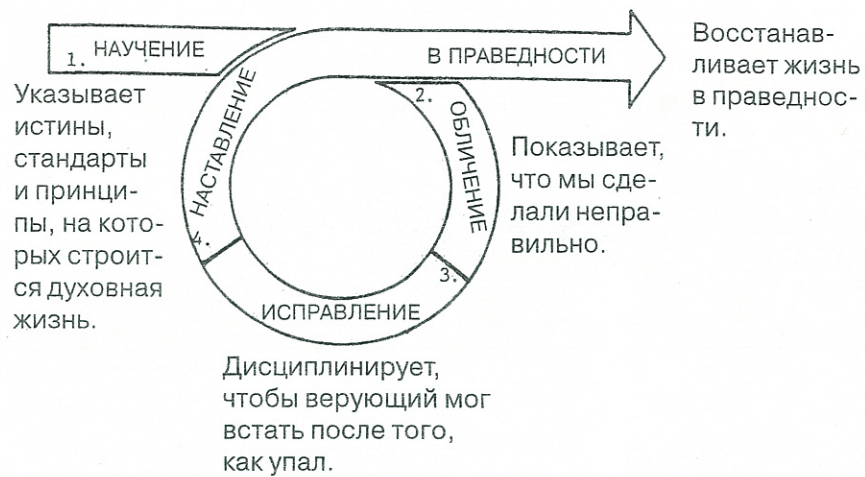 1. НАУЧЕНИЕ
В ПРАВЕДНОСТИ
Восстанав-
ливает жизнь
в праведнос-
ти.
Указывает
истины,
стандарты
и принци-
пы, на кото-
рых строит-
ся духовная
жизнь.
2. ОБЛИЧЕНИЕ
Показывает,
что мы сде-
лали непра-
вильно.
3. ИСПРАВЛЕНИЕ
Дисциплинирует,
чтобы верующий мог
встать после того,
как упал.
4. НАСТАВЛЕНИЕ